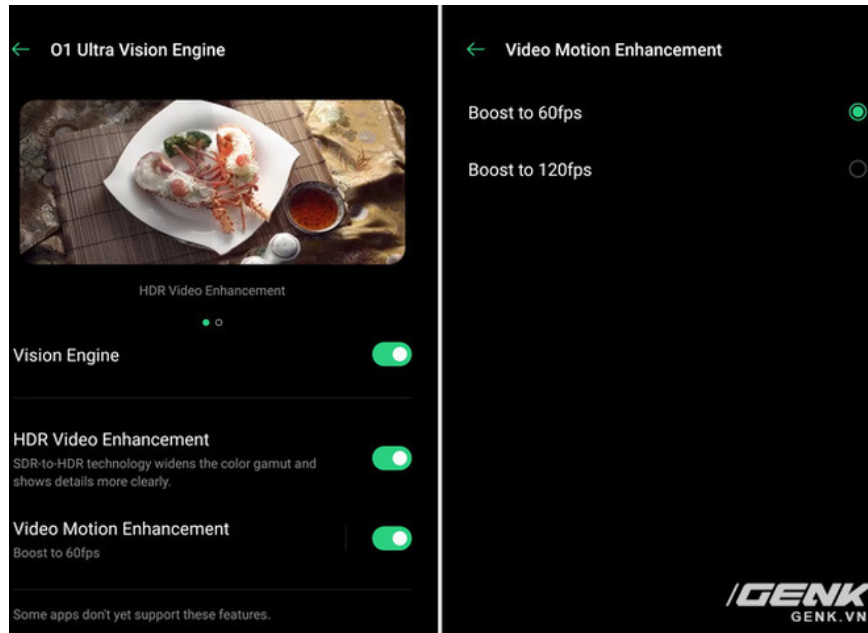 O1 Ultra Vision Engine
HDR Video Enhancement
Vision Engine
HDR Video Enhancement
SDR-to-HDR technology widens the color gamut and
shows details more clearly.
Video Motion Enhancement
Boost to 60fps
Some apps don't yet support these features.
Video Motion Enhancement
Boost to 60fps
Boost to 120fps
GENK
GENK.VN